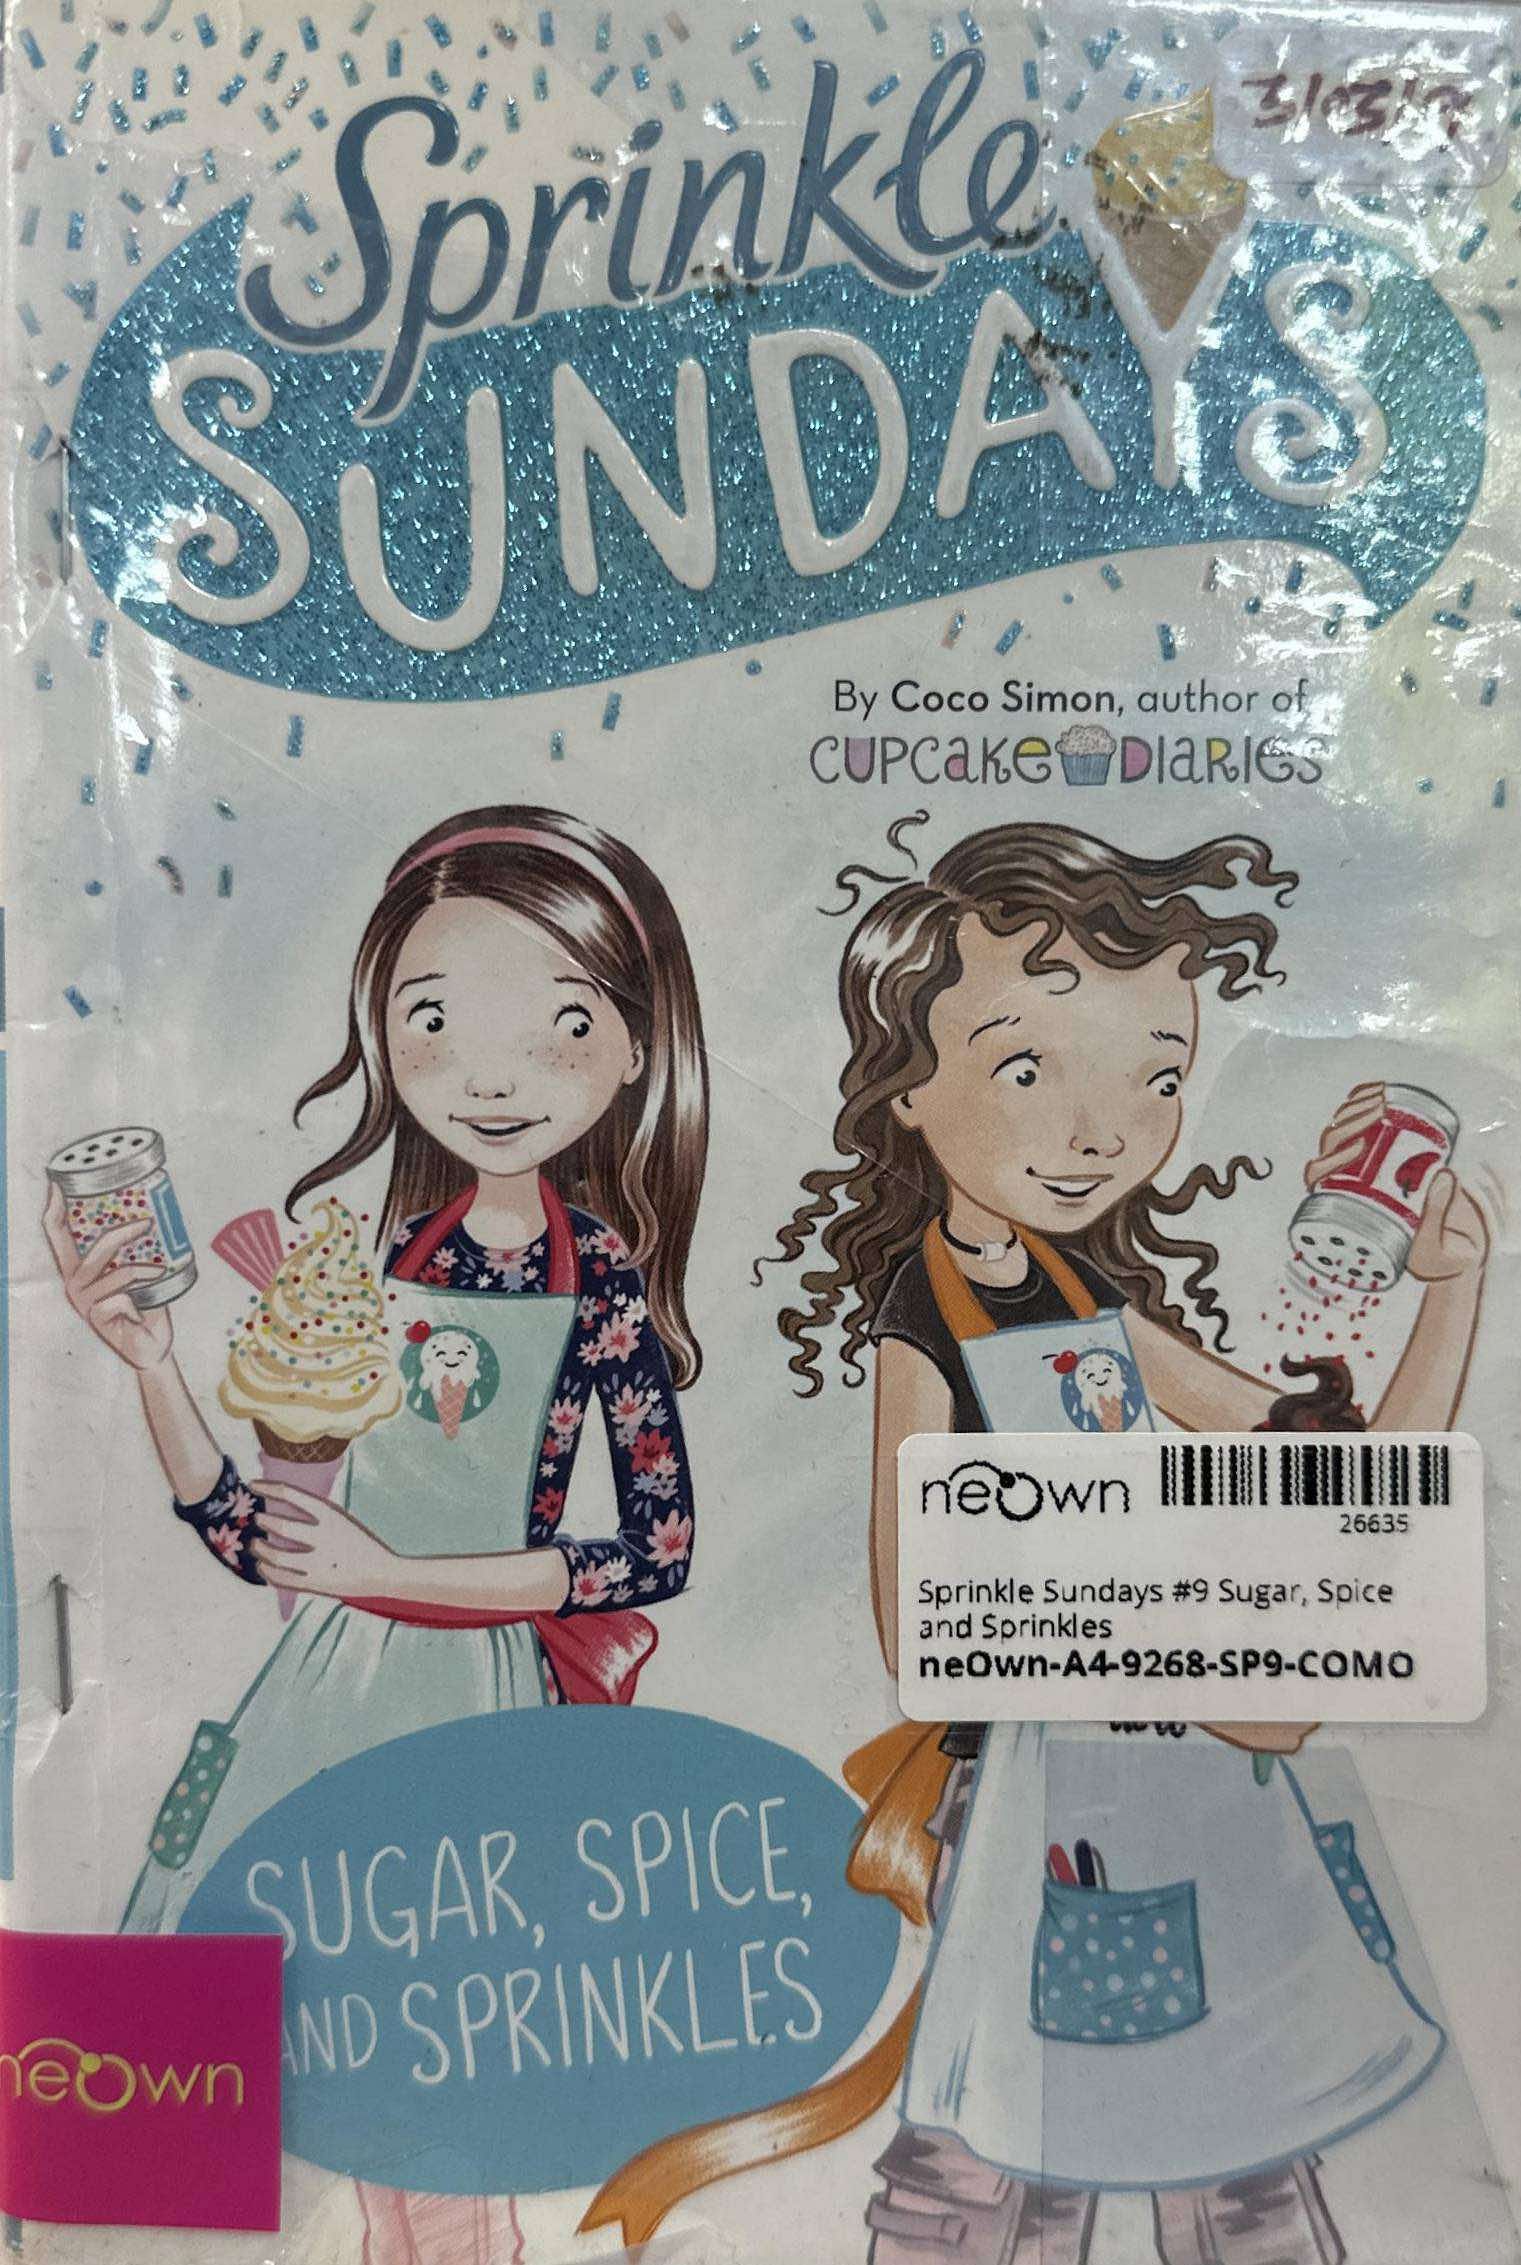 Sprinkle
SUNDAYS
By Coco Simon, author of
CUPCAKE DIARIES
neOwn
26635
Sprinkle Sundays #9 Sugar, Spice
and Sprinkles
neOwn-A4-9268-SP9-COMO
SUGAR, SPICE,
AND SPRINKLES
neOwn